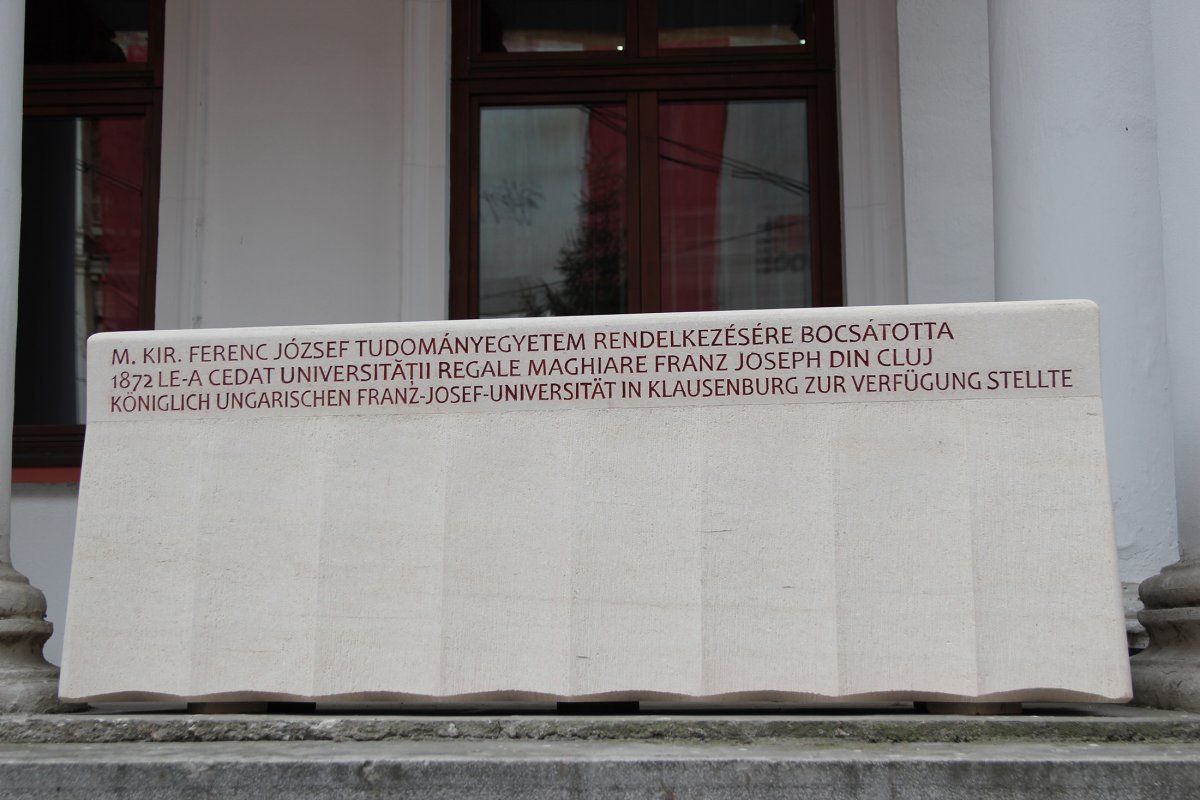 M. KIR. FERENC JÓZSEF TUDOMÁNYEGYETEM RENDELKEZÉSÉRE BOCSÁTOTTA
1872 LE-A CEDAT UNIVERSITĂȚII REGALE MAGHIARE FRANZ JOSEPH DIN CLUJ
KÖNIGLICH UNGARISCHEN FRANZ-JOSEF-UNIVERSITÄT IN KLAUSENBURG ZUR VERFÜGUNG STELLTE